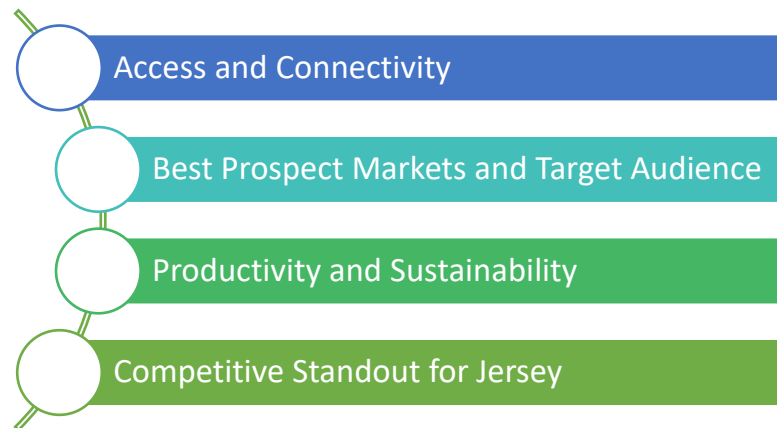 Access and Connectivity
Best Prospect Markets and Target Audience
Productivity and Sustainability
Competitive Standout for Jersey